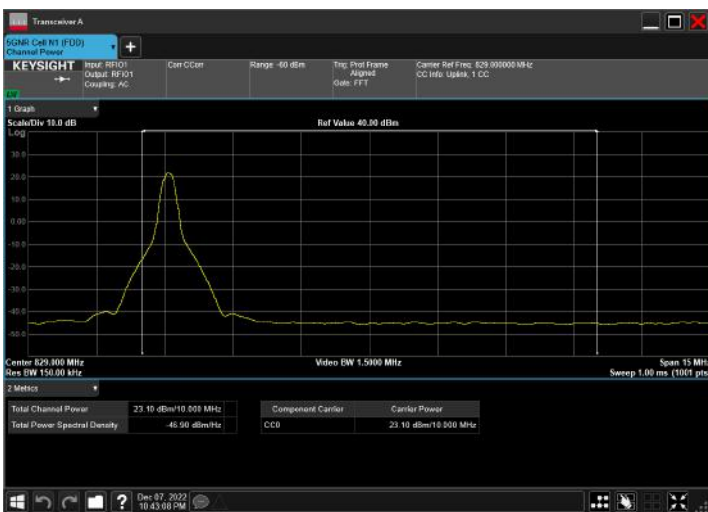 Transceiver A
5GNR Cell N1 (FDD)
Channel Power
KEYSIGHT
Input: RFIO1
Output: RFIO1
Coupling: AC
Corr CCorr
Range: -60 dBm
Trig: Prot Frame
Aligned
Gate: FFT
Carrier Ref Freq: 829.000000 MHz
CC Info: Uplink, 1 CC
1 Graph
Scale/Div 10.0 dB
Ref Value 40.00 dBm
Log
30.0
20.0
10.0
0.00
-10.0
-20.0
-30.0
-40.0
-50.0
Center 829.000 MHz
Video BW 1.5000 MHz
Span 15 MHz
Res BW 150.00 kHz
Sweep 1.00 ms (1001 pts
2 Metrics
Total Channel Power 23.10 dBm/10.000 MHz
Total Power Spectral Density -46.90 dBm/Hz
Component Carrier Carrier Power
CC0 23.10 dBm/10.000 MHz
?
Dec 07, 2022
10:43:08 PM